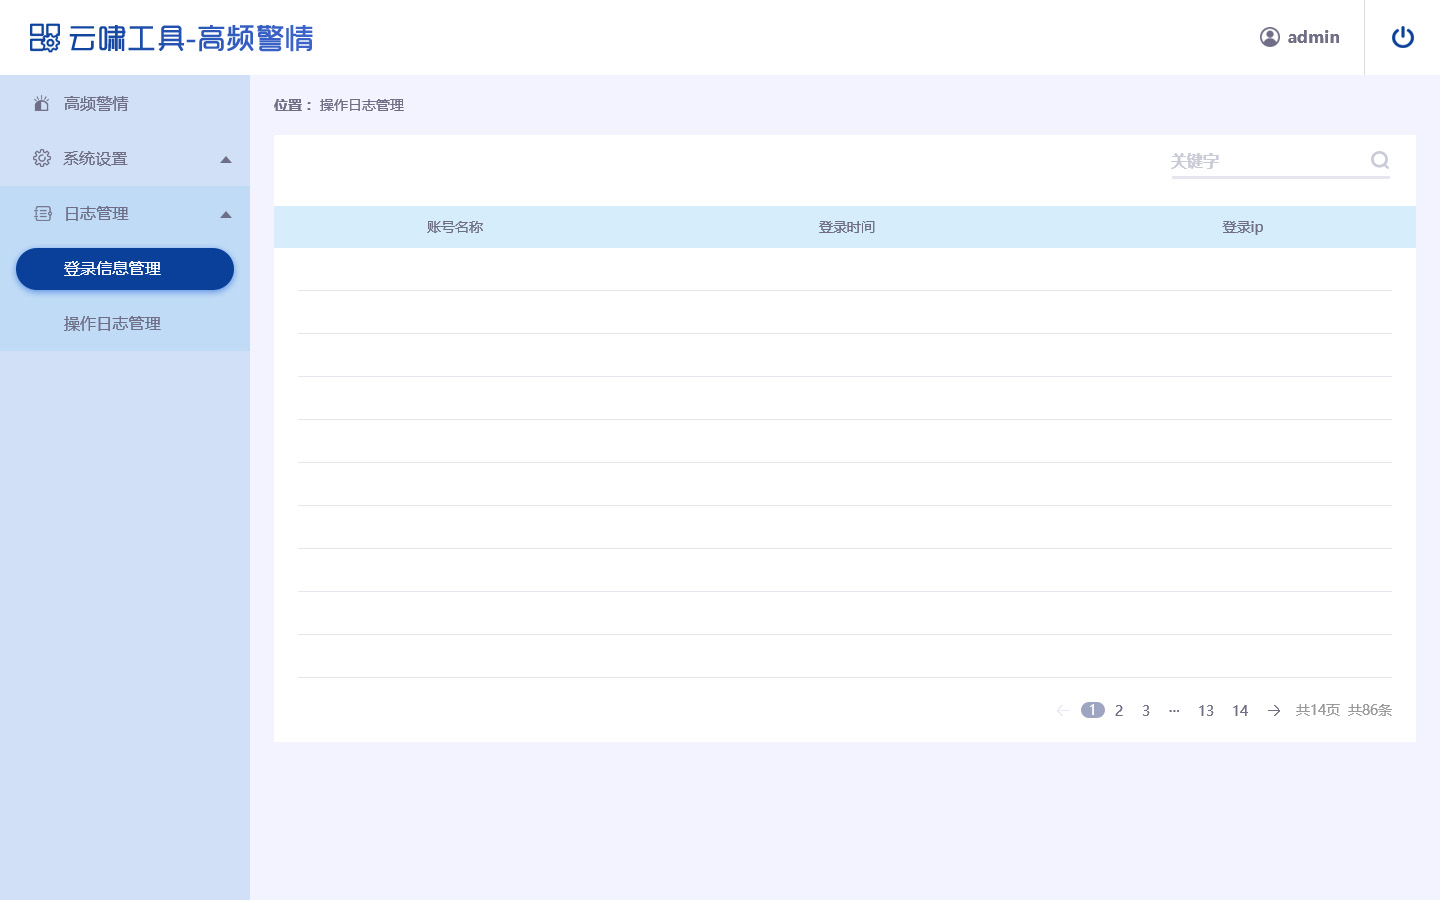 云啸工具-高频警情
admin
高频警情
系统设置
日志管理
登录信息管理
操作日志管理
位置： 操作日志管理
关键字
账号名称 登录时间 登录ip
1 2 3 ··· 13 14 共14页 共86条